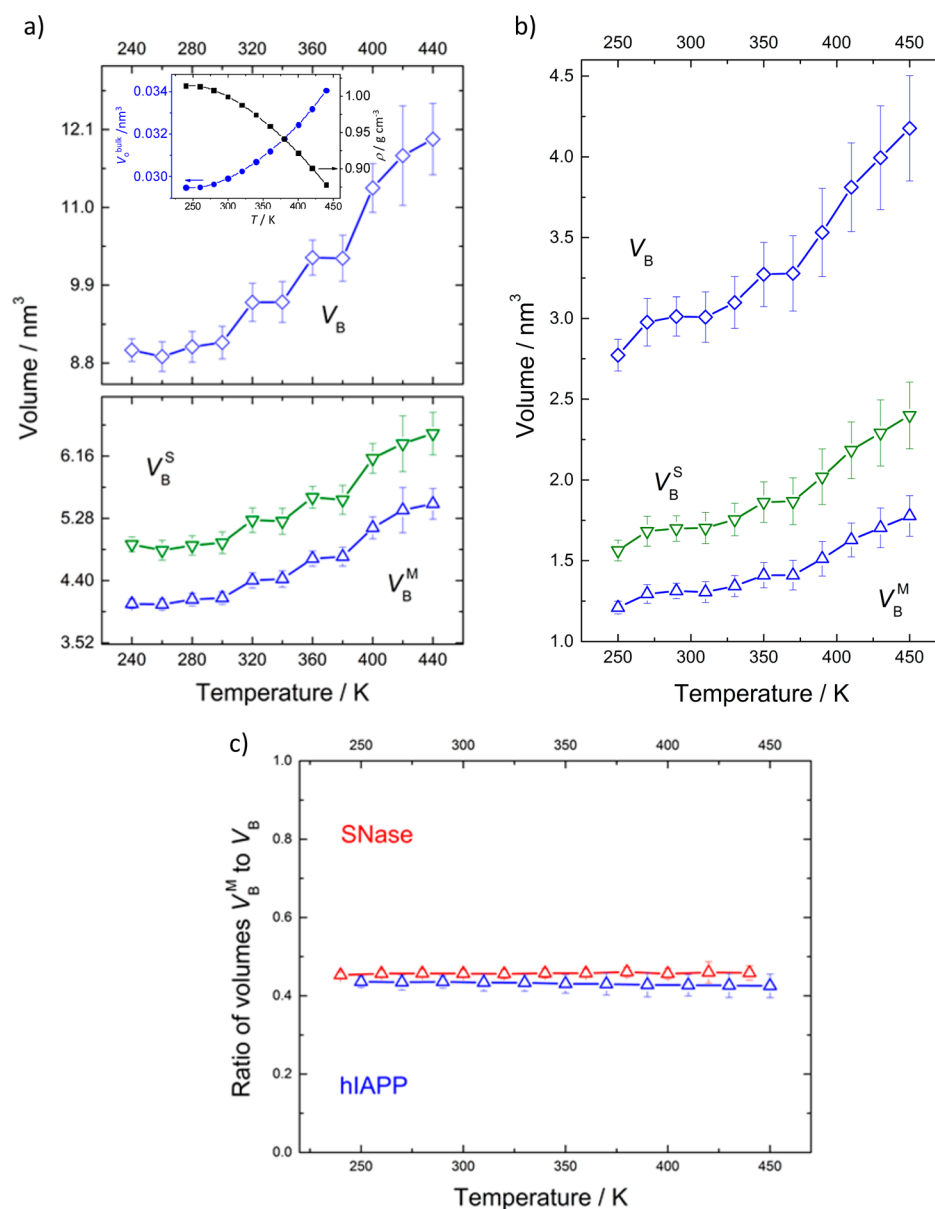 a)
240 280 320 360 400 440
12.1
11.0
9.9
8.8
Volume / nm³
V_B
0.034
0.032
0.030
V_o^bulk /nm³
1.00
0.95
0.90
ρ / g cm⁻³
250 300 350 400 450
T / K
6.16
5.28
4.40
3.52
V_B^S
V_B^M
240 280 320 360 400 440
Temperature / K
b)
250 300 350 400 450
4.5
4.0
3.5
3.0
2.5
2.0
1.5
1.0
Volume / nm³
V_B
V_B^S
V_B^M
250 300 350 400 450
Temperature / K
c)
250 300 350 400 450
1.0
0.8
0.6
0.4
0.2
0.0
Ratio of volumes V_B^M to V_B
SNase
hIAPP
250 300 350 400 450
Temperature / K